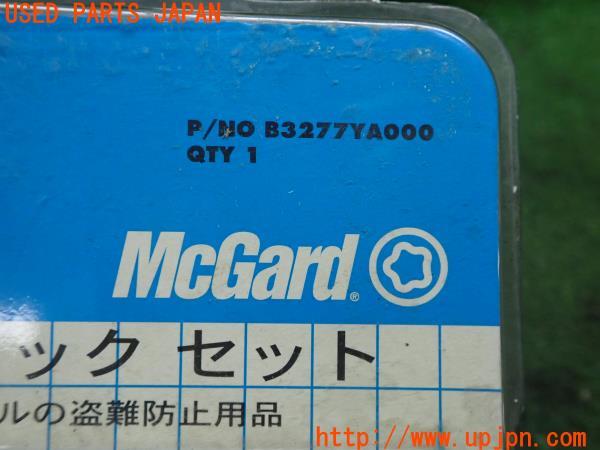 USED PARTS JAPAN
P/NO B3277YA000
QTY 1
McGard®
ック セット
ルの盗難防止用品
http://www.upjpn.com